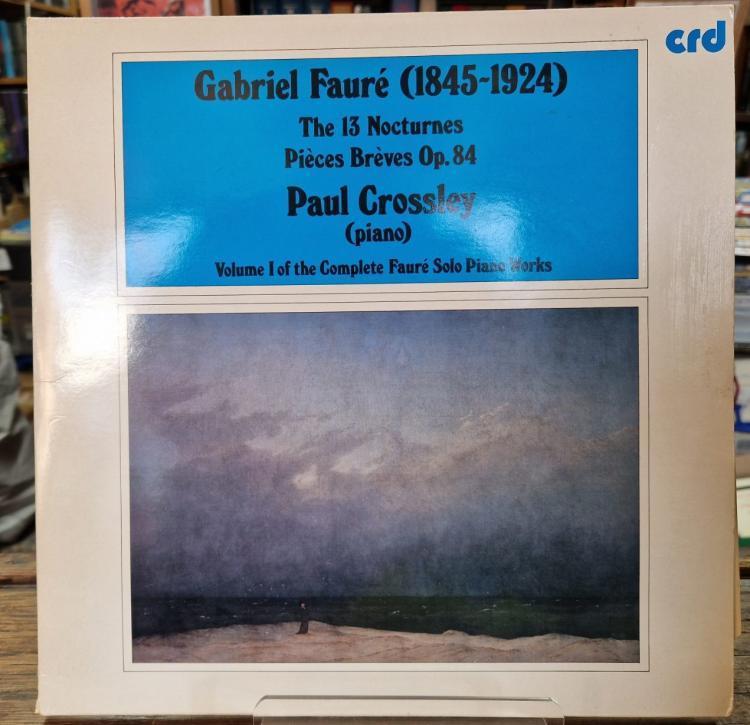 crd
Gabriel Fauré (1845-1924)
The 13 Nocturnes
Pièces Brèves Op. 84
Paul Crossley
(piano)
Volume I of the Complete Fauré Solo Piano Works